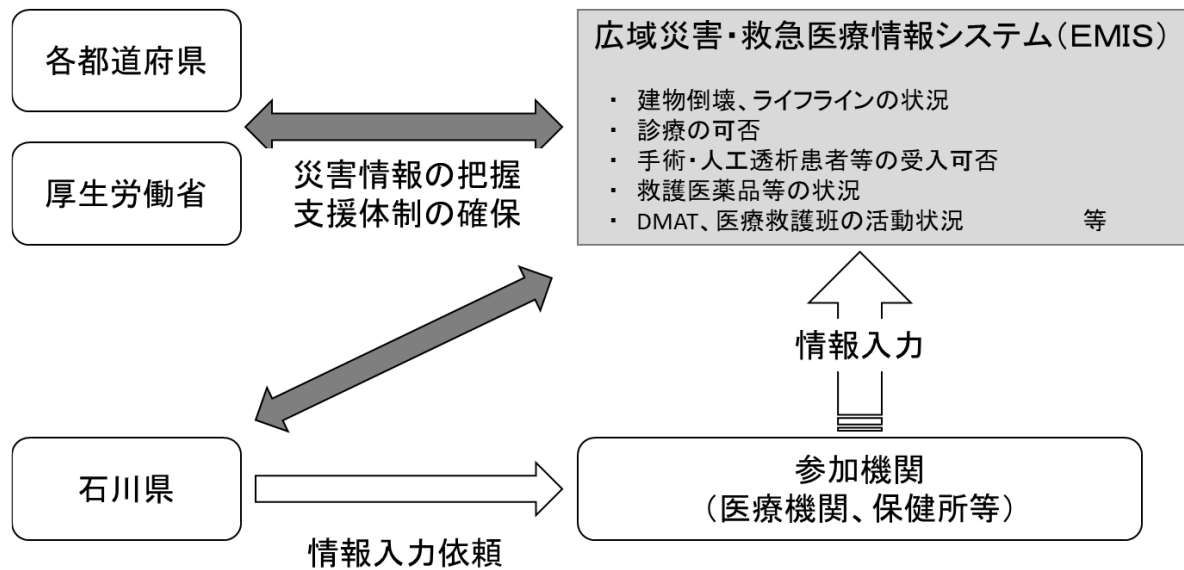 各都道府県
厚生労働省
災害情報の把握
支援体制の確保
広域災害・救急医療情報システム（EMIS）
・ 建物倒壊、ライフラインの状況
・ 診療の可否
・ 手術・人工透析患者等の受入可否
・ 救護医薬品等の状況
・ DMAT、医療救護班の活動状況 等
情報入力
石川県
情報入力依頼
参加機関
（医療機関、保健所等）